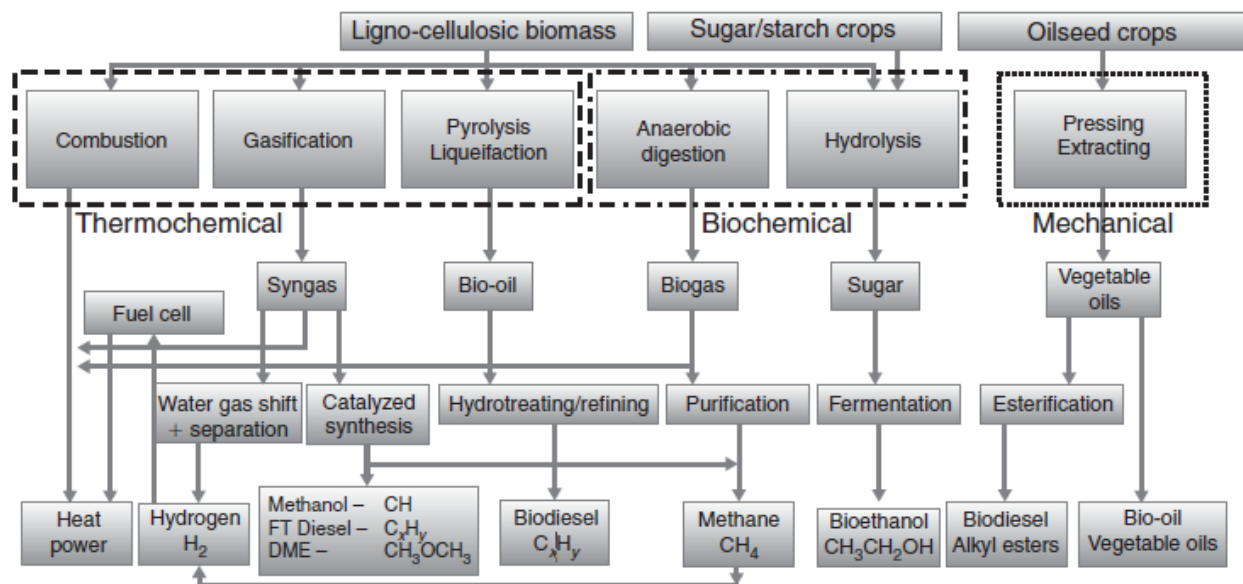 Ligno-cellulosic biomass
Sugar/starch crops
Oilseed crops
Combustion
Gasification
Pyrolysis
Liqueifaction
Anaerobic
digestion
Hydrolysis
Pressing
Extracting
Thermochemical
Biochemical
Mechanical
Syngas
Bio-oil
Biogas
Sugar
Vegetable
oils
Fuel cell
Water gas shift
+ separation
Catalyzed
synthesis
Hydrotreating/refining
Purification
Fermentation
Esterification
Heat
power
Hydrogen
H₂
Methanol – CH
FT Diesel – CₓHᵧ
DME – CH₃OCH₃
Biodiesel
CₓHᵧ
Methane
CH₄
Bioethanol
CH₃CH₂OH
Biodiesel
Alkyl esters
Bio-oil
Vegetable oils